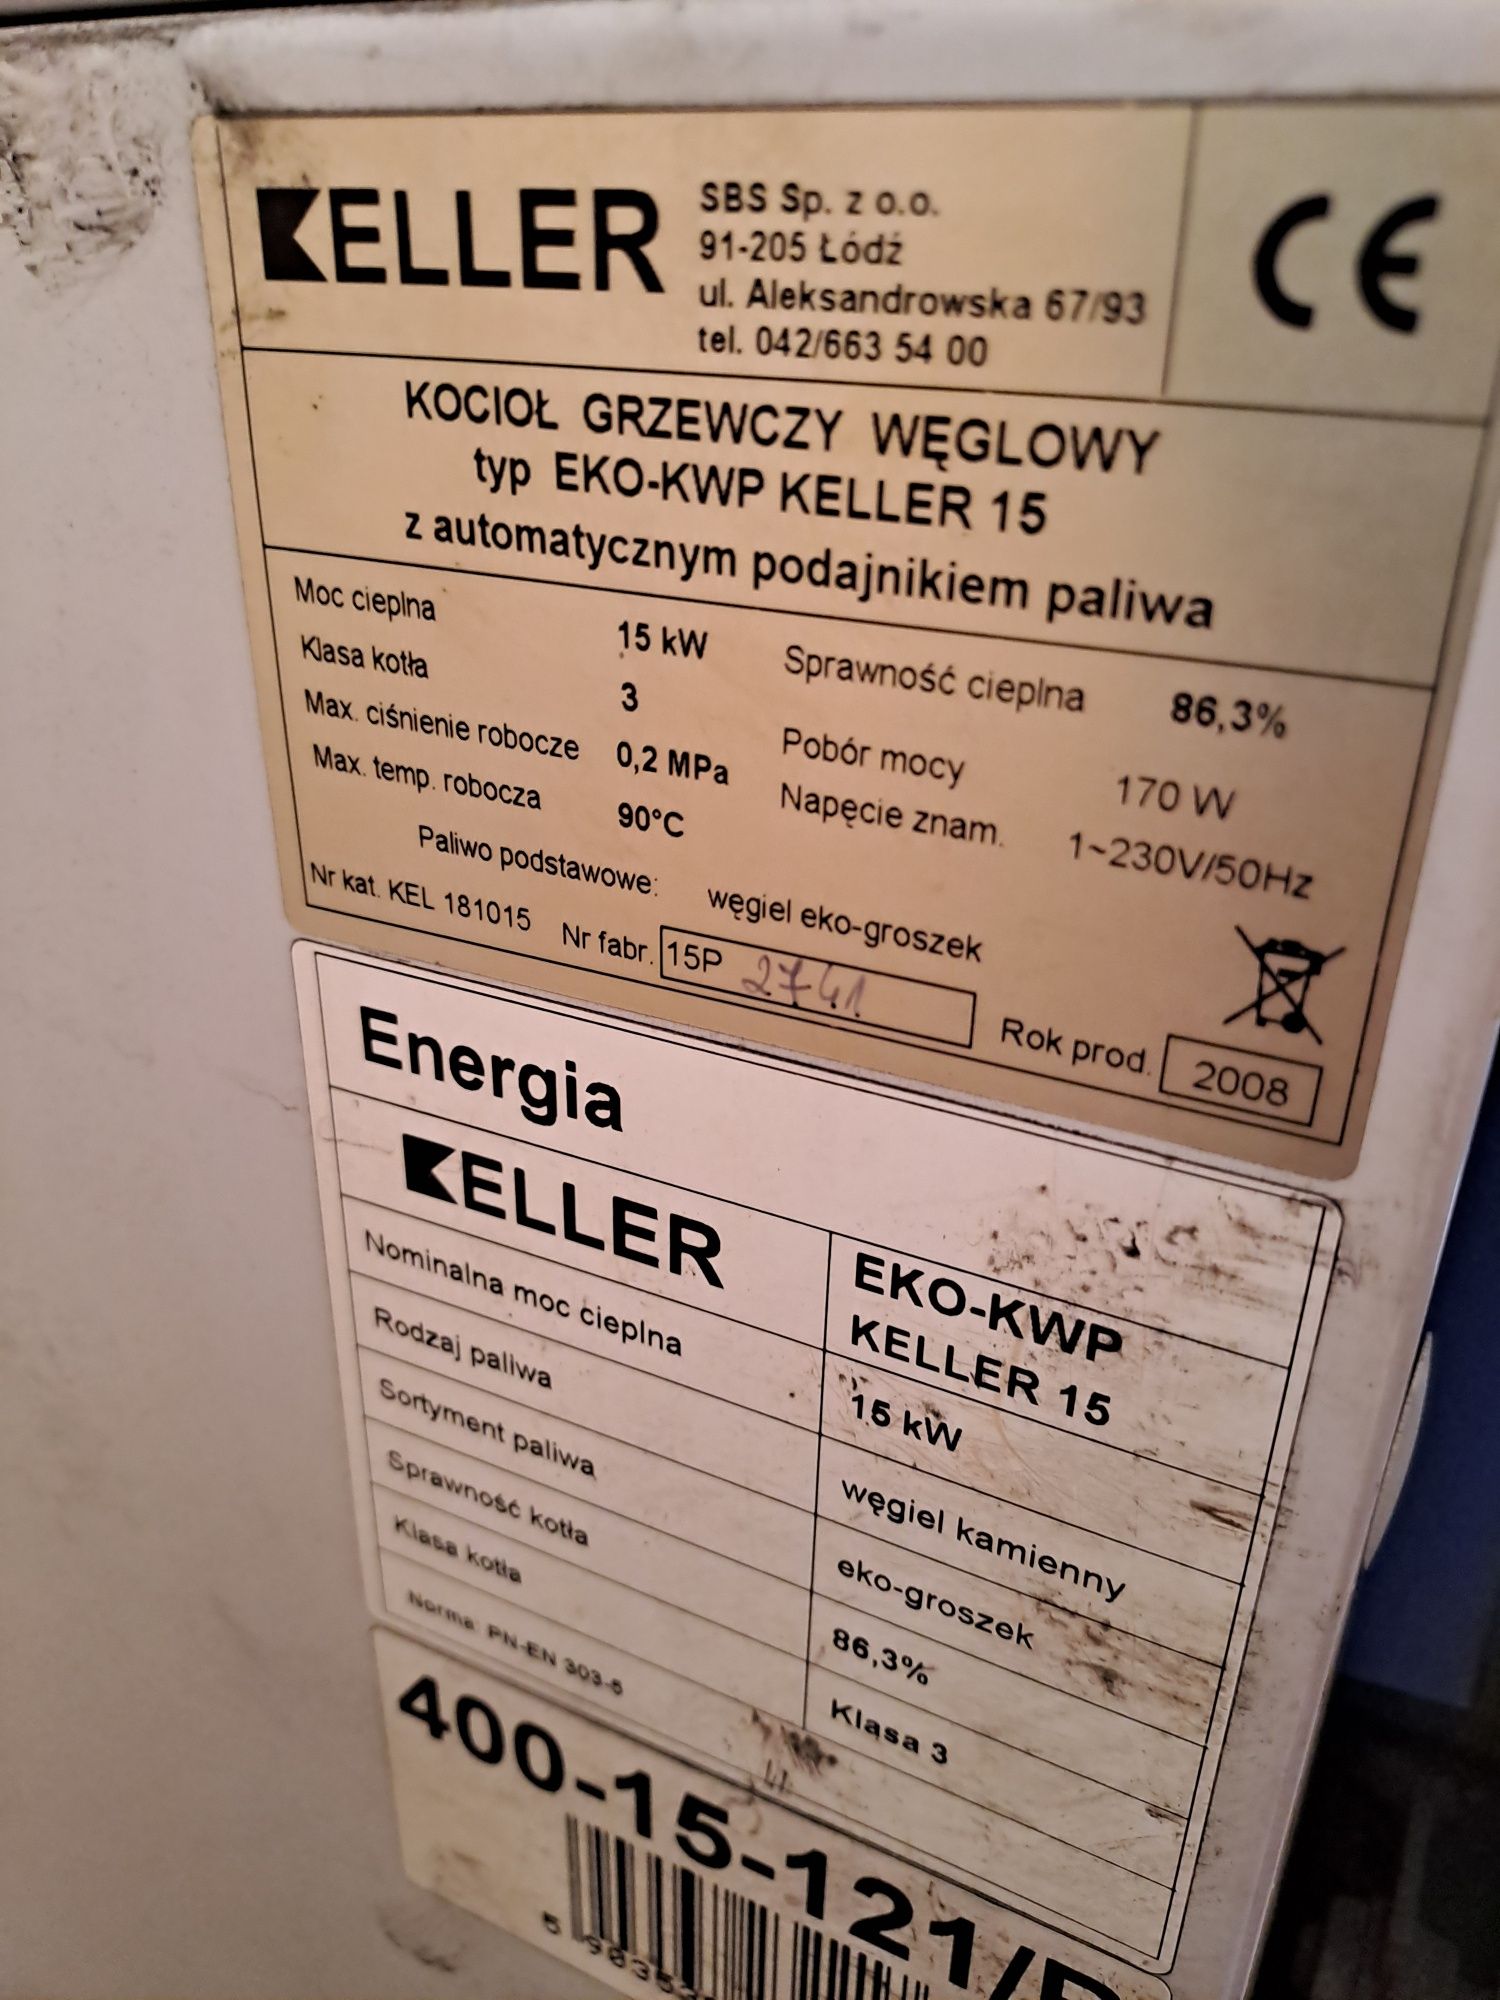 KELLER
SBS Sp. z o.o.
91-205 Łódź
ul. Aleksandrowska 67/93
tel. 042/663 54 00
CE
KOCIOŁ GRZEWCZY WĘGLOWY
typ EKO-KWP KELLER 15
z automatycznym podajnikiem paliwa
Moc cieplna 15 kW Sprawność cieplna 86,3%
Klasa kotła 3
Max. ciśnienie robocze 0,2 MPa Pobór mocy 170 W
Max. temp. robocza 90°C Napęcie znam. 1~230V/50Hz
Paliwo podstawowe: węgiel eko-groszek
Nr kat. KEL 181015 Nr fabr. 15P 2741 Rok prod. 2008
Energia
KELLER EKO-KWP
KELLER 15
Nominalna moc cieplna 15 kW
Rodzaj paliwa węgiel kamienny
Sortyment paliwa eko-groszek
Sprawność kotła 86,3%
Klasa kotła Klasa 3
Norma: PN-EN 303-5
400-15-121/
5 9035